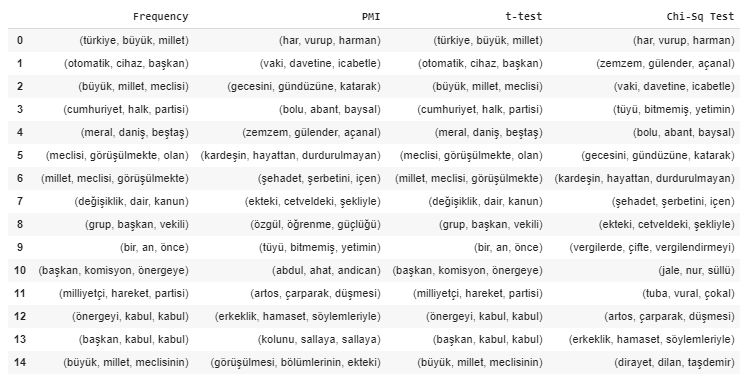 Frequency PMI t-test Chi-Sq Test
0 (türkiye, büyük, millet) (har, vurup, harman) (türkiye, büyük, millet) (har, vurup, harman)
1 (otomatik, cihaz, başkan) (vaki, davetine, icabetle) (otomatik, cihaz, başkan) (zemzem, gülender, açanal)
2 (büyük, millet, meclisi) (gecesini, gündüzüne, katarak) (büyük, millet, meclisi) (vaki, davetine, icabetle)
3 (cumhuriyet, halk, partisi) (bolu, abant, baysal) (cumhuriyet, halk, partisi) (tüyü, bitmemiş, yetimin)
4 (meral, daniş, beştaş) (zemzem, gülender, açanal) (meral, daniş, beştaş) (bolu, abant, baysal)
5 (meclisi, görüşülmekte, olan) (kardeşin, hayattan, durdurulmayan) (meclisi, görüşülmekte, olan) (gecesini, gündüzüne, katarak)
6 (millet, meclisi, görüşülmekte) (şehadet, şerbetini, içen) (millet, meclisi, görüşülmekte) (kardeşin, hayattan, durdurulmayan)
7 (değişiklik, dair, kanun) (ekteki, cetveldeki, şekliyle) (değişiklik, dair, kanun) (şehadet, şerbetini, içen)
8 (grup, başkan, vekili) (özgül, öğrenme, güçlüğü) (grup, başkan, vekili) (ekteki, cetveldeki, şekliyle)
9 (bir, an, önce) (tüyü, bitmemiş, yetimin) (bir, an, önce) (vergilerde, çifte, vergilendirmeyi)
10 (başkan, komisyon, önergeye) (abdul, ahat, andican) (başkan, komisyon, önergeye) (jale, nur, süllü)
11 (milliyetçi, hareket, partisi) (artos, çarparak, düşmesi) (milliyetçi, hareket, partisi) (tuba, vural, çokal)
12 (önergeyi, kabul, kabul) (erkeklik, hamaset, söylemleriyle) (önergeyi, kabul, kabul) (artos, çarparak, düşmesi)
13 (başkan, kabul, kabul) (kolunu, sallaya, sallaya) (başkan, kabul, kabul) (erkeklik, hamaset, söylemleriyle)
14 (büyük, millet, meclisinin) (görüşülmesi, bölümlerinin, ekteki) (büyük, millet, meclisinin) (dirayet, dilan, taşdemir)